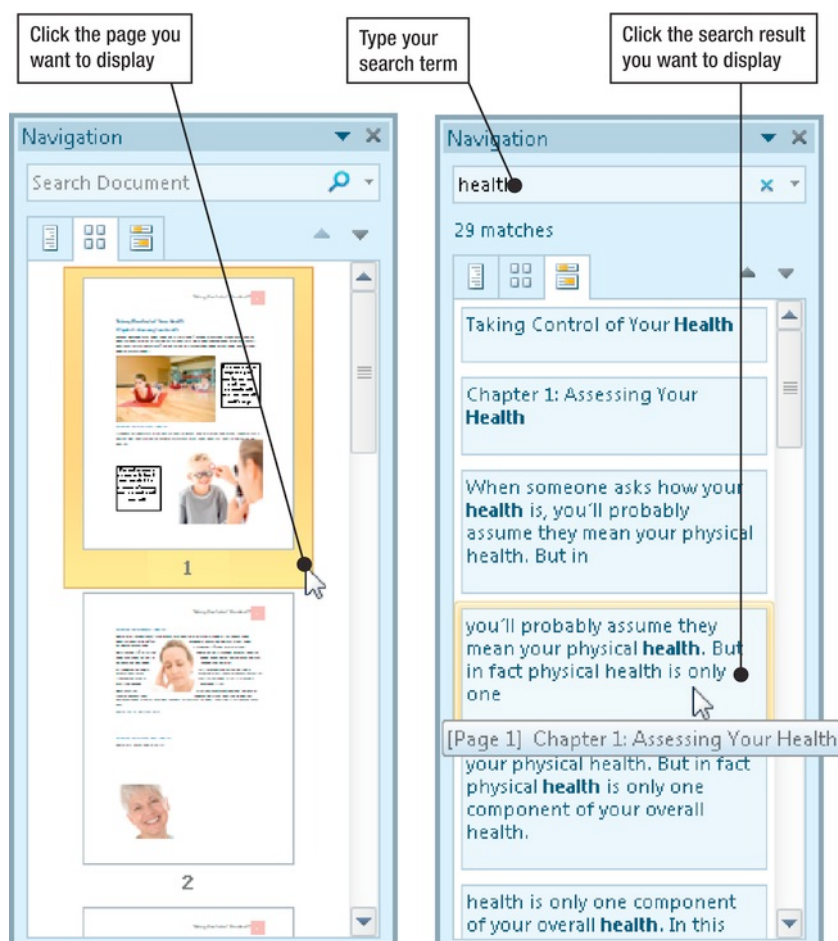 Click the page you
want to display
Type your
search term
Click the search result
you want to display
Navigation
Search Document
1
2
Navigation
health
29 matches
Taking Control of Your Health
Chapter 1: Assessing Your
Health
When someone asks how your
health is, you'll probably
assume they mean your physical
health. But in
you'll probably assume they
mean your physical health. But
in fact physical health is only
one
[Page 1] Chapter 1: Assessing Your Health
your physical health. But in fact
physical health is only one
component of your overall
health.
health is only one component
of your overall health. In this